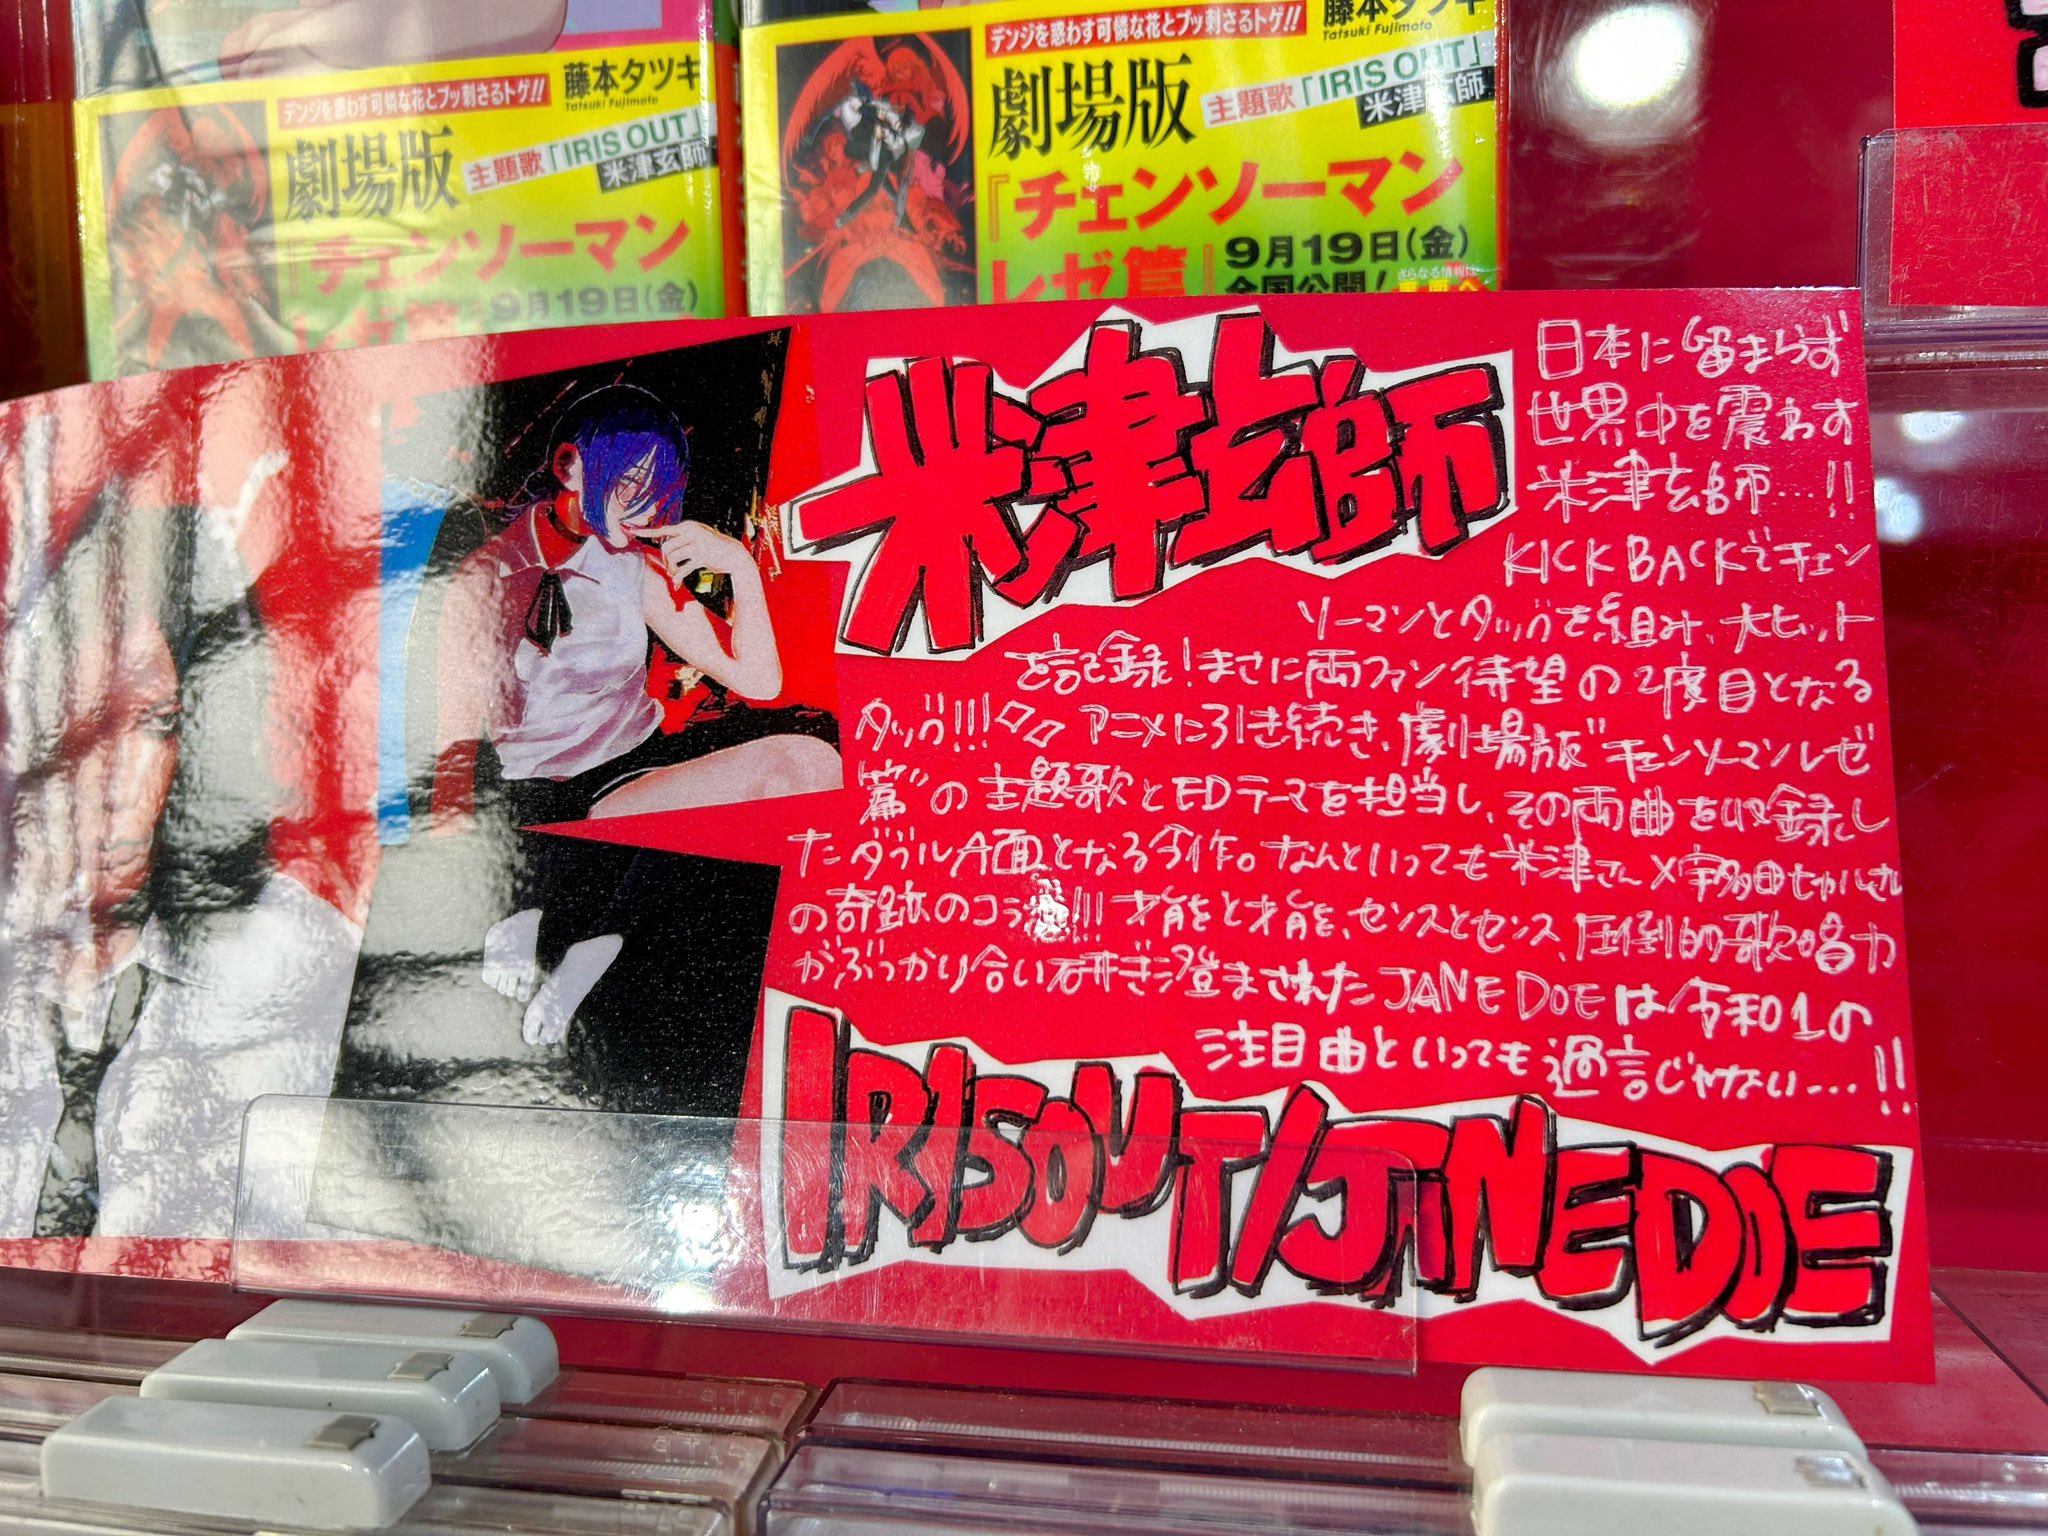 デンジを惑わす可憐な花とブッ刺さるトゲ!!
藤本タツキ
Tatsuki Fujimoto
劇場版
主題歌「IRIS OUT」
米津玄師
『チェンソーマン
レゼ篇
9月19日(金)
デンジを惑わす可憐な花とブッ刺さるトゲ!!
藤本タツキ
Tatsuki Fujimoto
劇場版
主題歌「IRIS OUT」
米津玄師
『チェンソーマン
レゼ篇』
9月19日(金)
全国公開!
さらなる情報は
米津玄師
日本に留まらず
世界中を震わす
米津玄師…!!
KICK BACKでチェン
ソーマンとタッグを組み、大ヒット
を記録!まさに両ファン待望の2度目となる
タッグ!!! アニメに引き続き、劇場版"チェンソーマンレゼ
篇"の主題歌とEDテーマを担当し、その両曲を収録し
たダブルA面となる今作。なんといっても米津さん×宇多田ヒカルさん
の奇跡のコラボ!!! 才能と才能、センスとセンス、圧倒的歌唱力
がぶつかり合い研ぎ澄まされたJANE DOEは令和1の
注目曲といっても過言じゃない…!!
IRIS OUT/JANE DOE